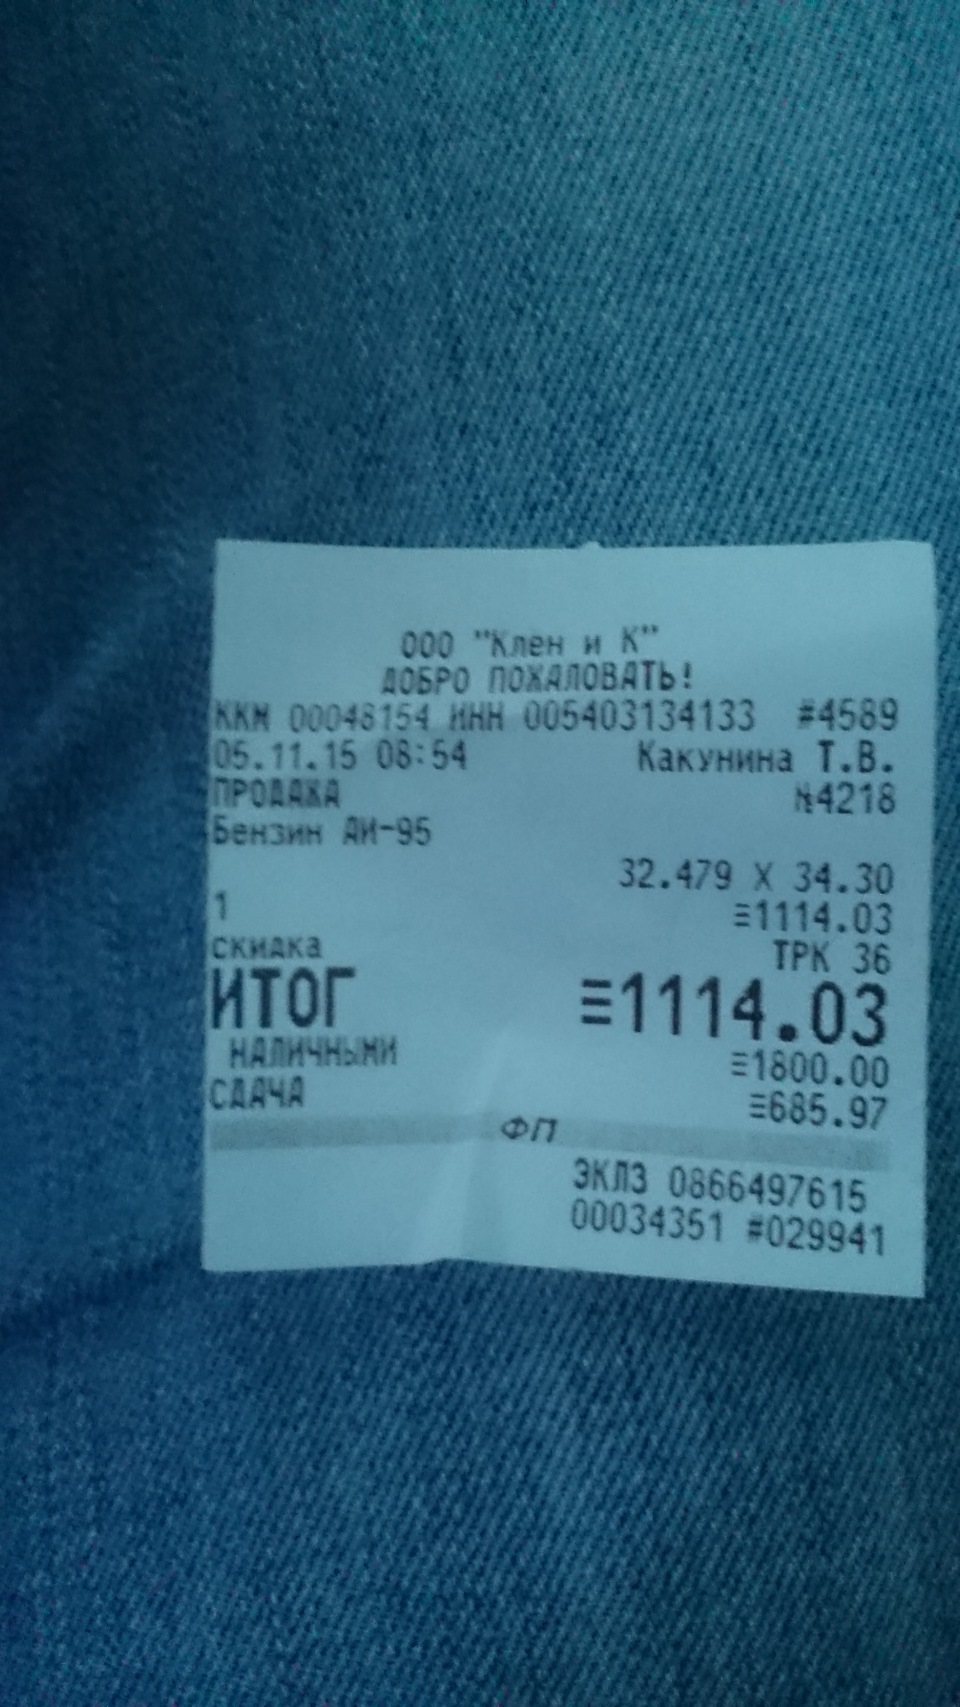 ООО "Клен и К"
ДОБРО ПОЖАЛОВАТЬ!
ККМ 00048154 ИНН 005403134133 #4589
05.11.15 08:54 Какунина Т.В.
ПРОДАЖА №4218
Бензин АИ-95
32.479 X 34.30
1 ≡1114.03
скидка ТРК 36
ИТОГ ≡1114.03
НАЛИЧНЫМИ ≡1800.00
СДАЧА ≡685.97
ФП
ЭКЛЗ 0866497615
00034351 #029941